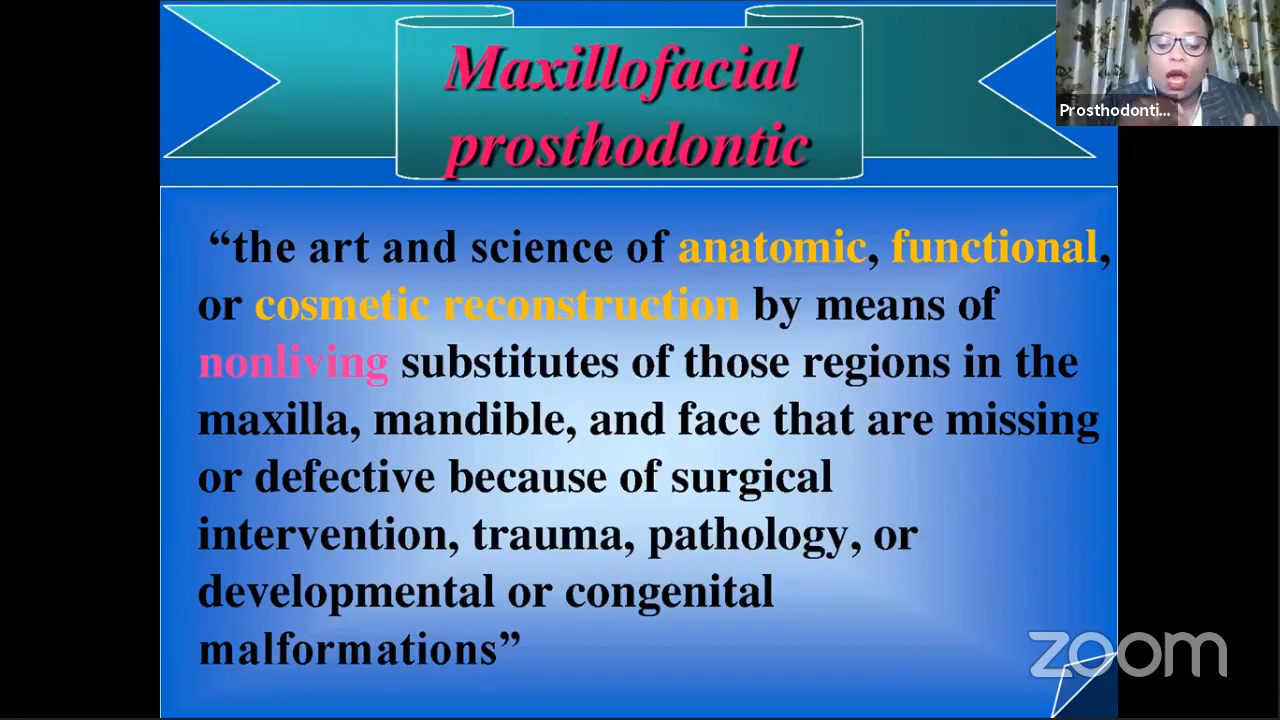 Maxillofacial
prosthodontic
Prosthodonti...
“the art and science of anatomic, functional,
or cosmetic reconstruction by means of
nonliving substitutes of those regions in the
maxilla, mandible, and face that are missing
or defective because of surgical
intervention, trauma, pathology, or
developmental or congenital
malformations”
zoom